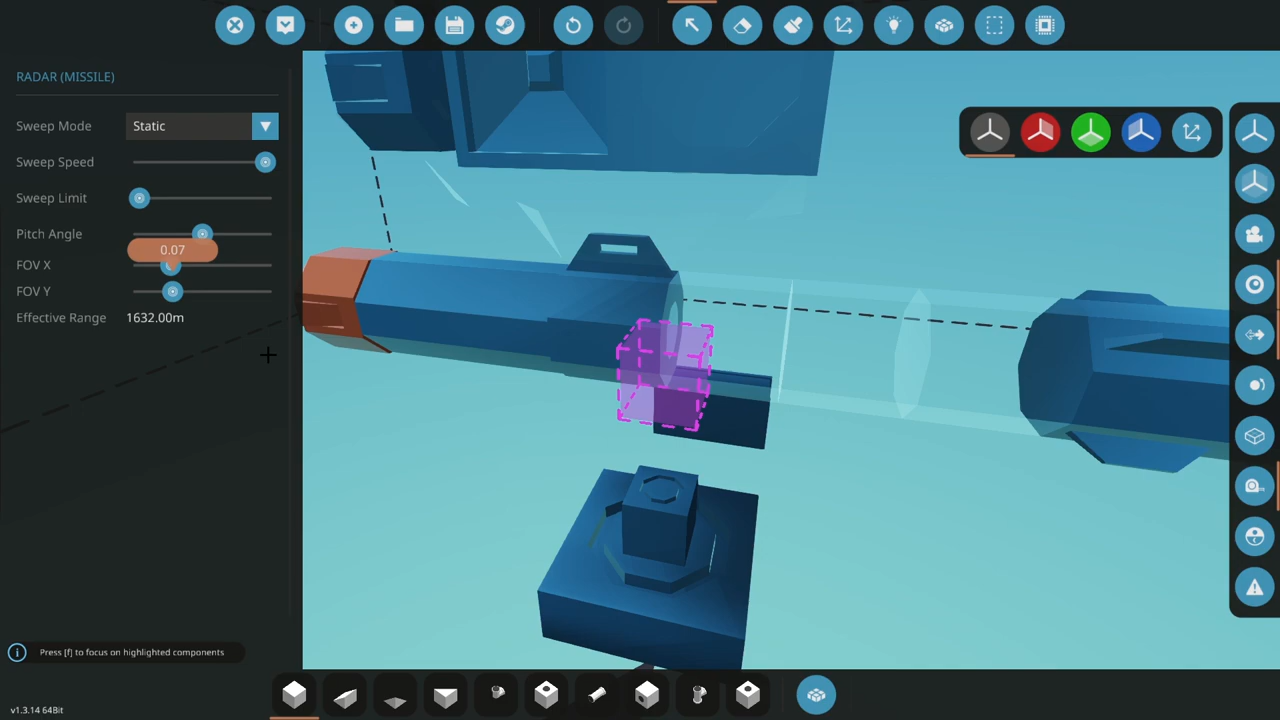 RADAR (MISSILE)
Sweep Mode
Static
Sweep Speed
Sweep Limit
Pitch Angle
0.07
FOV X
FOV Y
Effective Range
1632.00m
Press [f] to focus on highlighted components
v1.3.14 64Bit